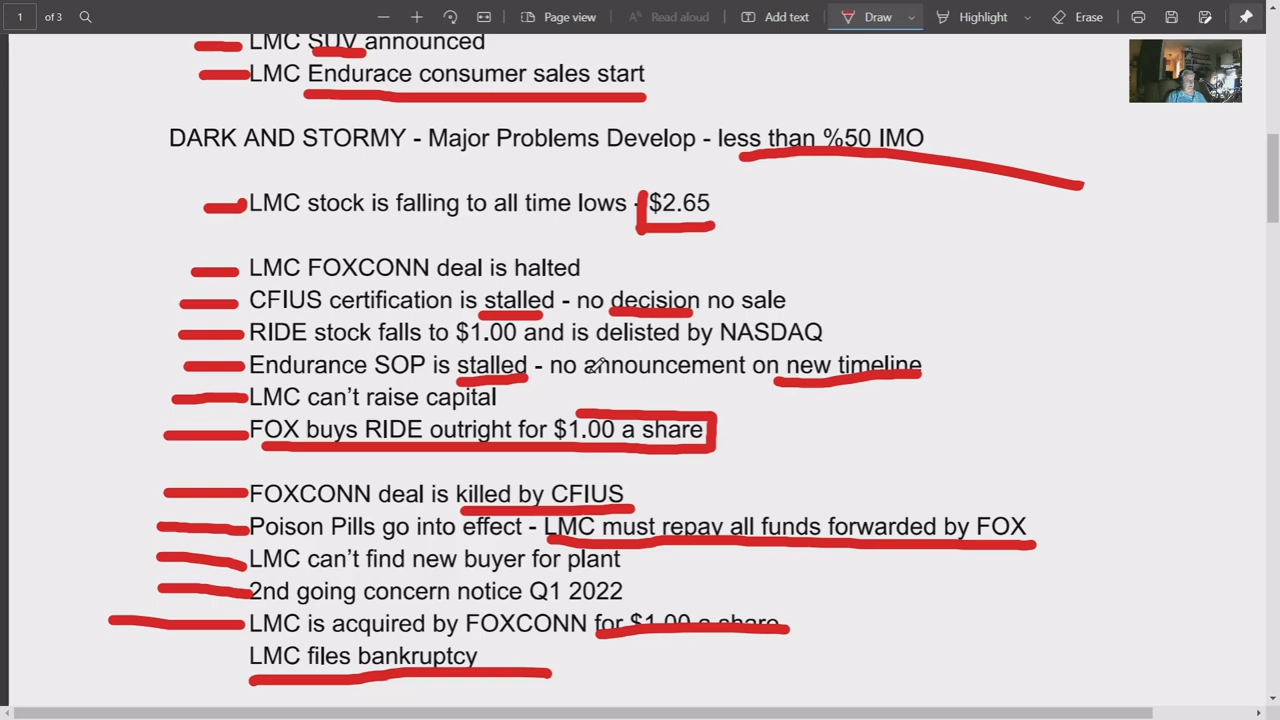 1 of 3 Page view Read aloud Add text Draw Highlight Erase
LMC SUV announced
LMC Endurace consumer sales start
DARK AND STORMY - Major Problems Develop - less than %50 IMO
LMC stock is falling to all time lows - $2.65
LMC FOXCONN deal is halted
CFIUS certification is stalled - no decision no sale
RIDE stock falls to $1.00 and is delisted by NASDAQ
Endurance SOP is stalled - no announcement on new timeline
LMC can't raise capital
FOX buys RIDE outright for $1.00 a share
FOXCONN deal is killed by CFIUS
Poison Pills go into effect - LMC must repay all funds forwarded by FOX
LMC can't find new buyer for plant
2nd going concern notice Q1 2022
LMC is acquired by FOXCONN for $1.00 a share
LMC files bankruptcy